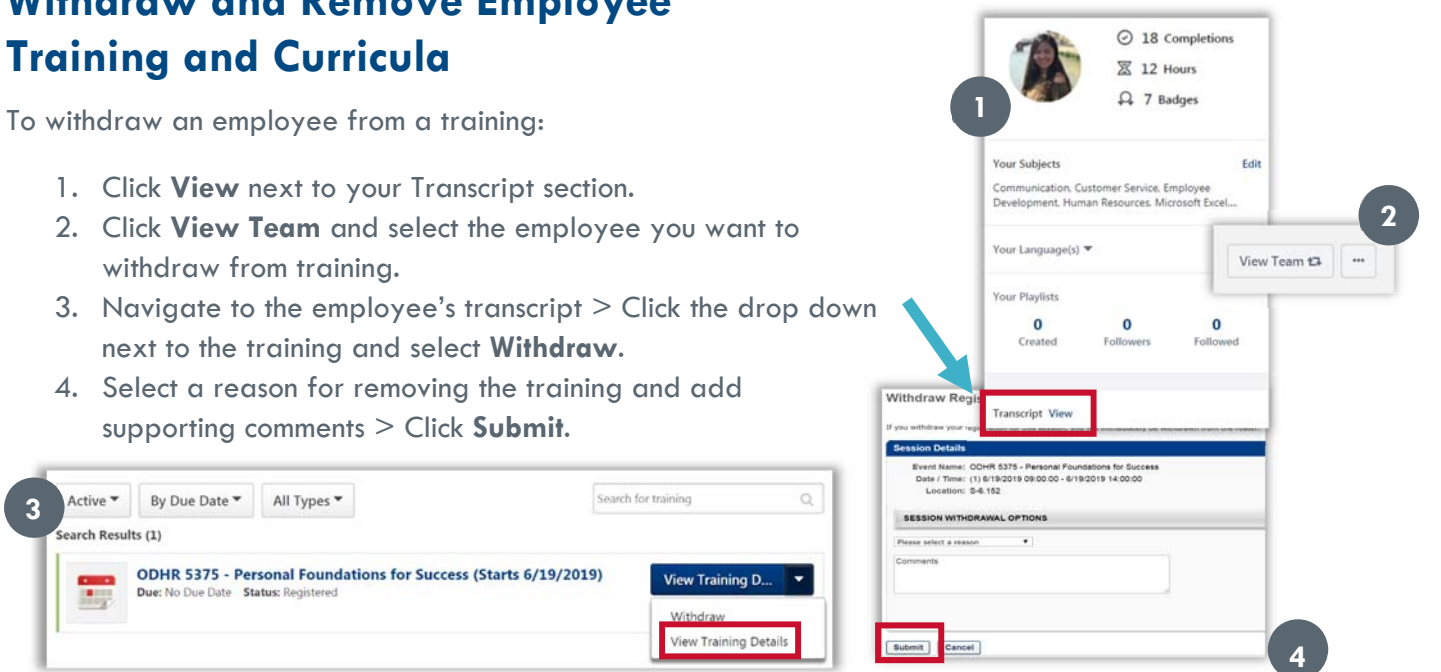 Withdraw and Remove Employee
Training and Curricula
To withdraw an employee from a training:
1. Click View next to your Transcript section.
2. Click View Team and select the employee you want to
withdraw from training.
3. Navigate to the employee's transcript > Click the drop down
next to the training and select Withdraw.
4. Select a reason for removing the training and add
supporting comments > Click Submit.
1
18 Completions
12 Hours
7 Badges
Your Subjects Edit
Communication, Customer Service, Employee
Development, Human Resources, Microsoft Excel,...
Your Language(s)
Your Playlists
0 0 0
Created Followers Followed
Transcript View
2
View Team ...
3
Active By Due Date All Types Search for training
Search Results (1)
ODHR 5375 - Personal Foundations for Success (Starts 6/19/2019)
Due: No Due Date Status: Registered
View Training D...
Withdraw
View Training Details
Withdraw Regis
If you withdraw your
Session Details
Event Name: ODHR 5375 - Personal Foundations for Success
Date / Time: (1) 6/19/2019 09:00:00 - 6/19/2019 14:00:00
Location: S-6.152
SESSION WITHDRAWAL OPTIONS
Please select a reason
Comments
Submit Cancel
4